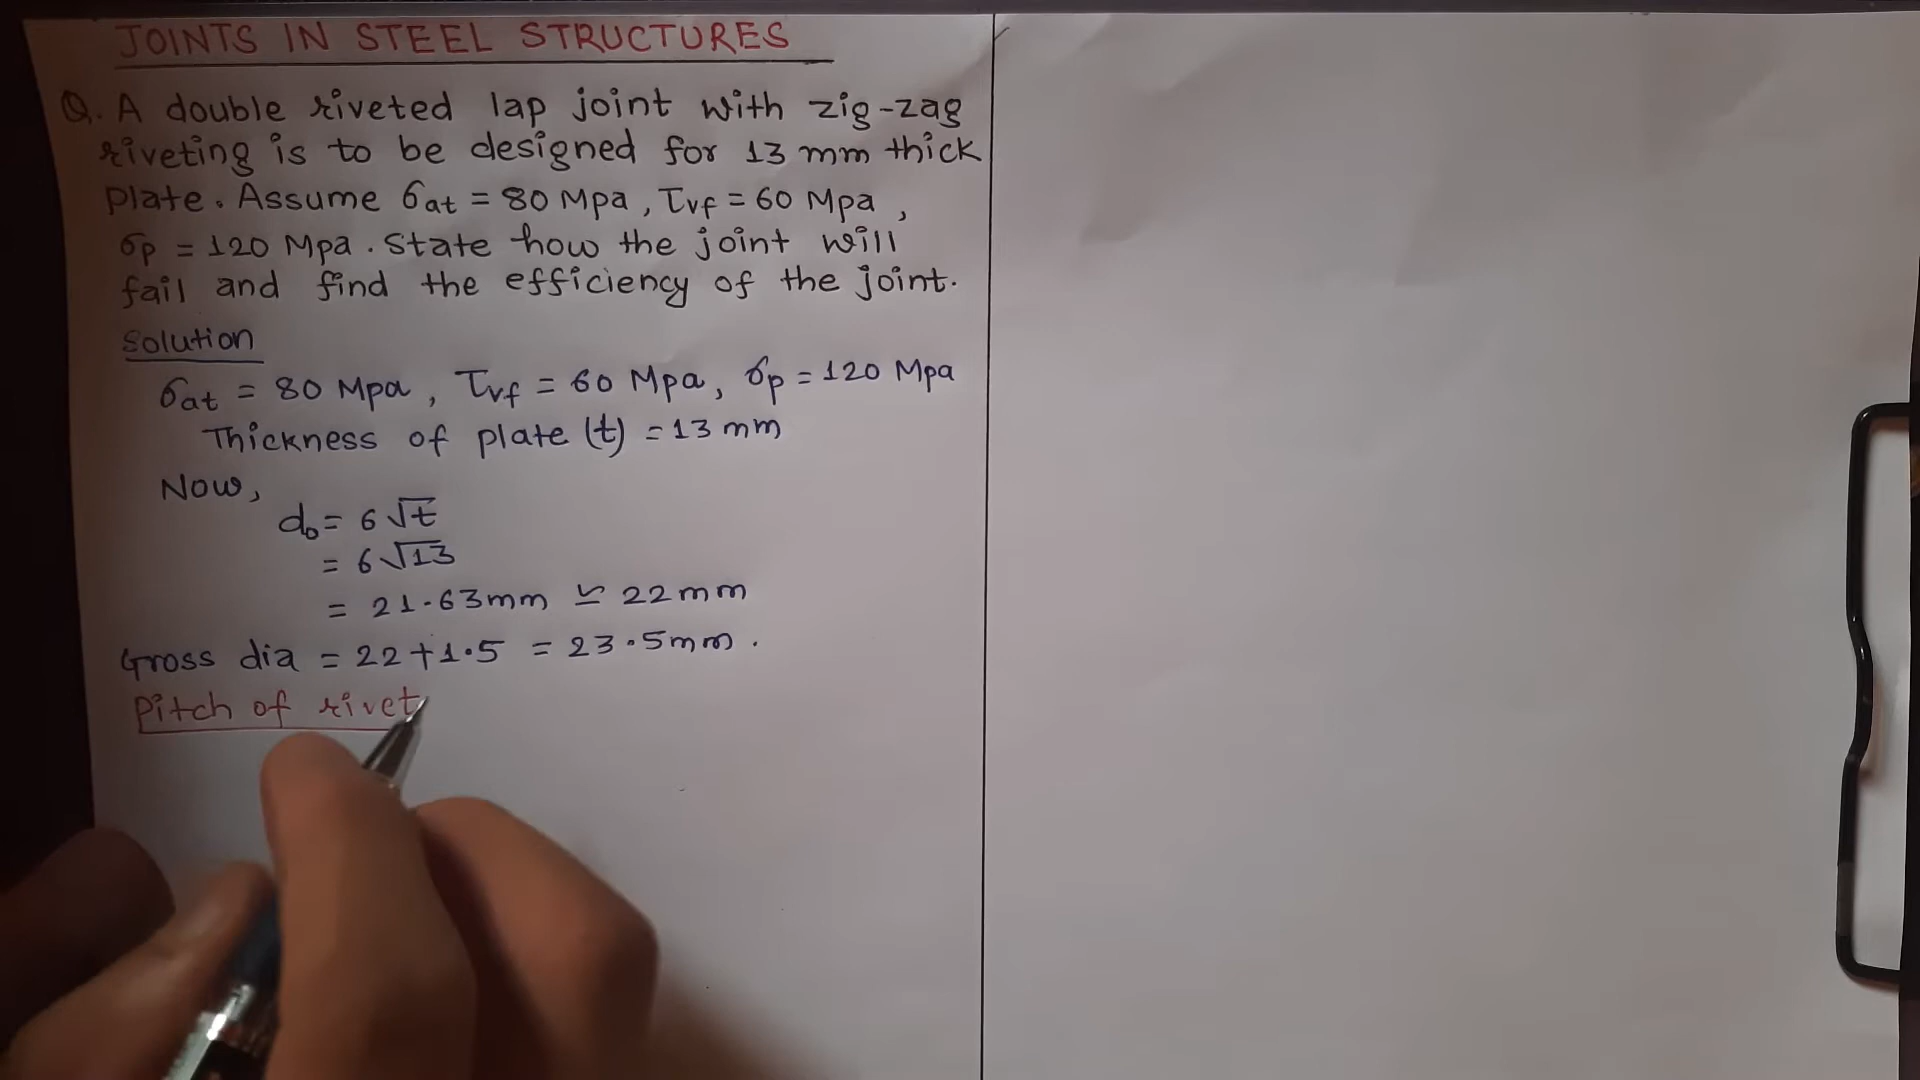 JOINTS IN STEEL STRUCTURES
Q. A double riveted lap joint with zig-zag
riveting is to be designed for 13 mm thick
plate. Assume σat = 80 Mpa, τvf = 60 Mpa,
σp = 120 Mpa. State how the joint will
fail and find the efficiency of the joint.
Solution
σat = 80 Mpa, τvf = 60 Mpa, σp = 120 Mpa
Thickness of plate (t) = 13 mm
Now,
do = 6√t
= 6√13
= 21.63mm ≃ 22mm
Gross dia = 22+1.5 = 23.5mm.
Pitch of rivet